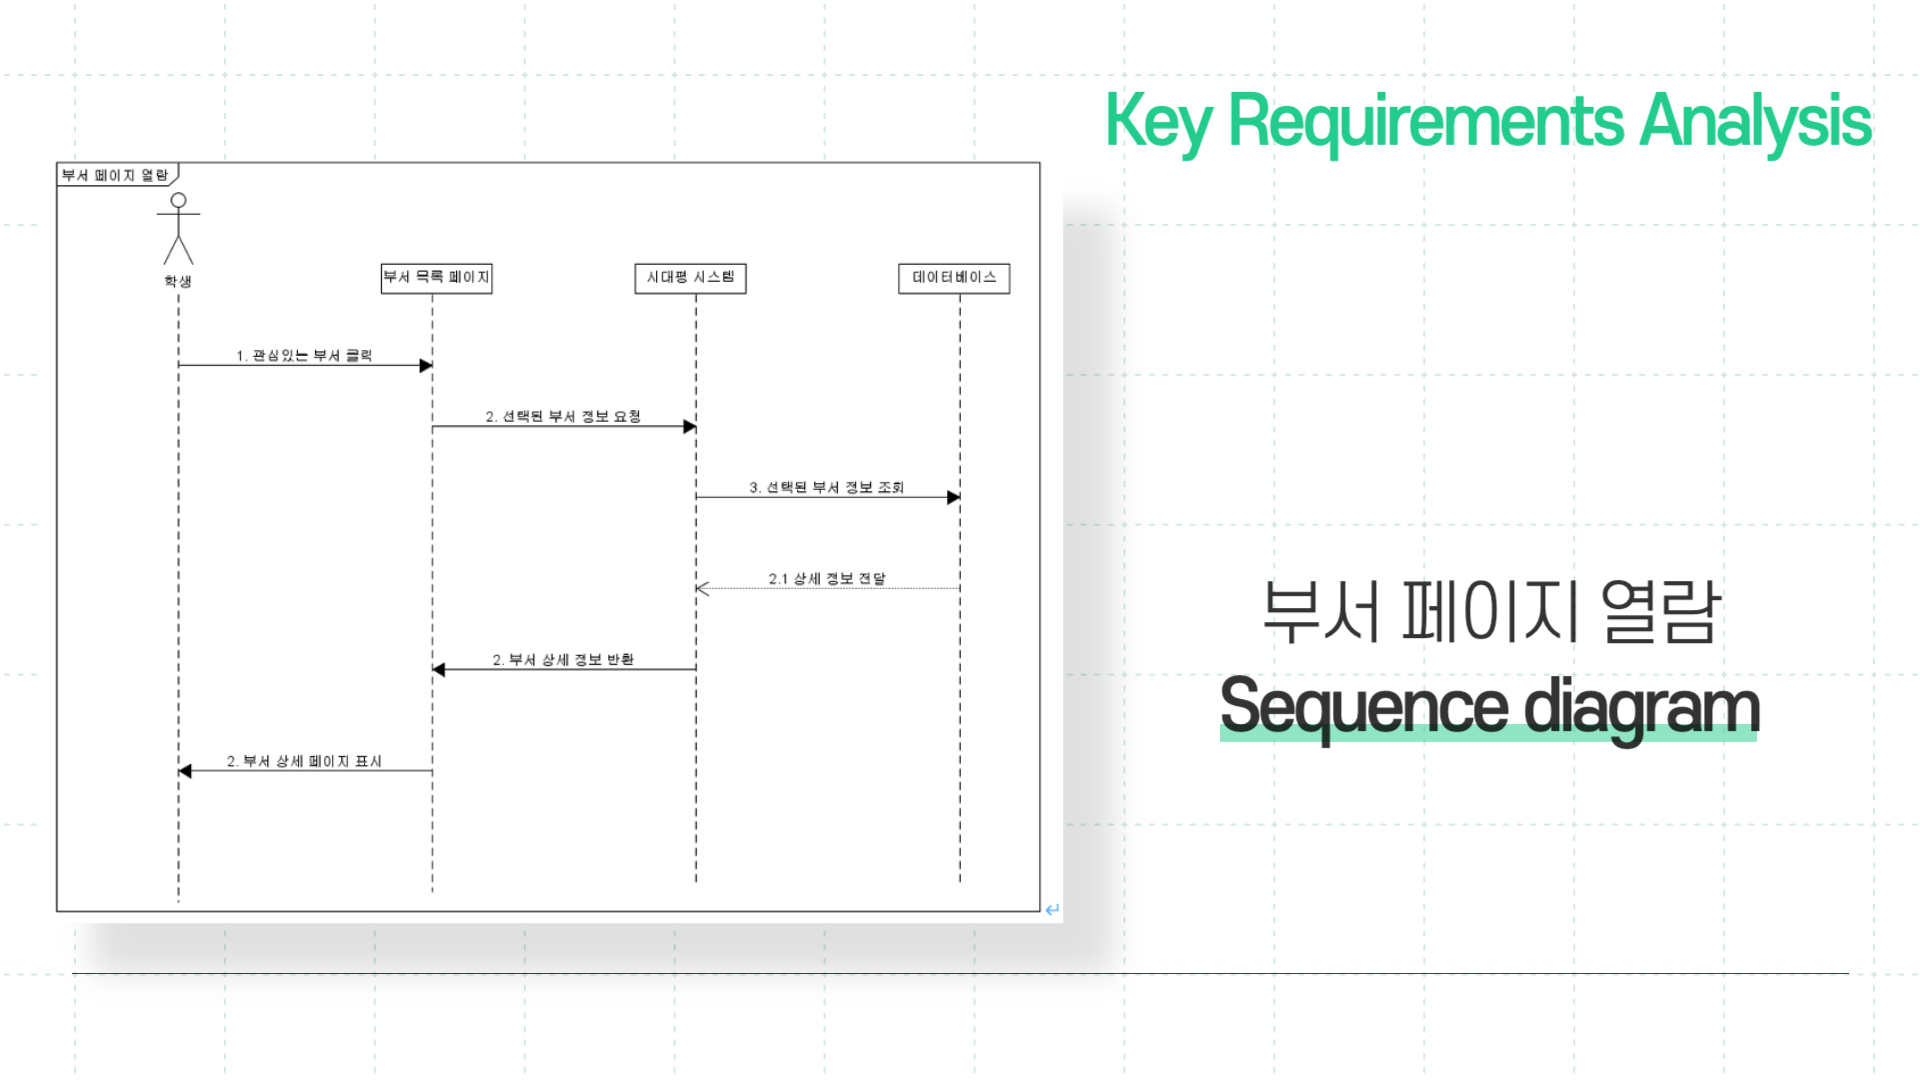 Key Requirements Analysis
부서 페이지 열람
학생
부서 목록 페이지
시대평 시스템
데이터베이스
1. 관심있는 부서 클릭
2. 선택된 부서 정보 요청
3. 선택된 부서 정보 조회
2.1 상세 정보 전달
2. 부서 상세 정보 반환
2. 부서 상세 페이지 표시
부서 페이지 열람
Sequence diagram